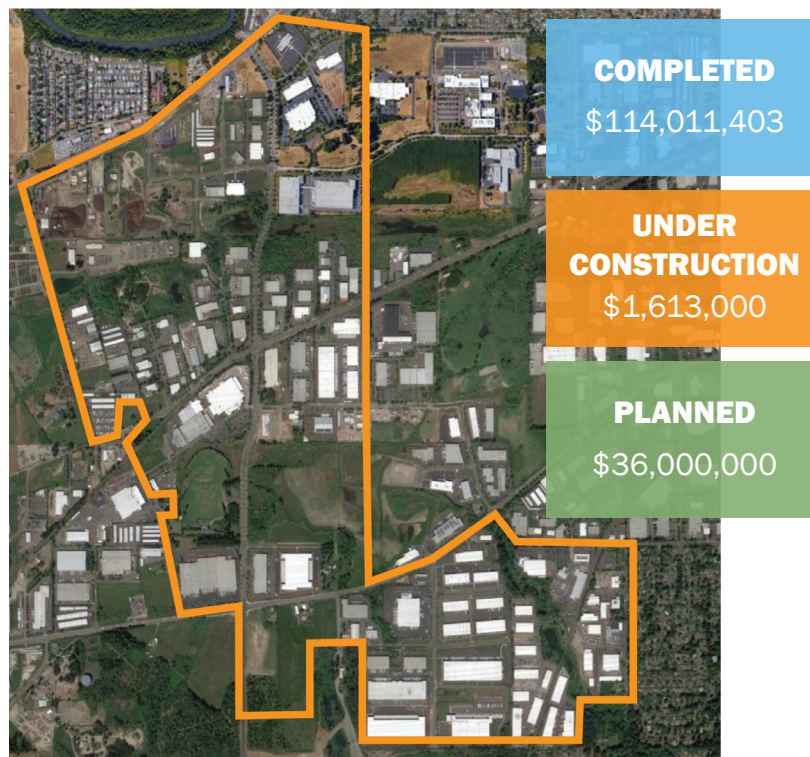 COMPLETED
$114,011,403
UNDER
CONSTRUCTION
$1,613,000
PLANNED
$36,000,000